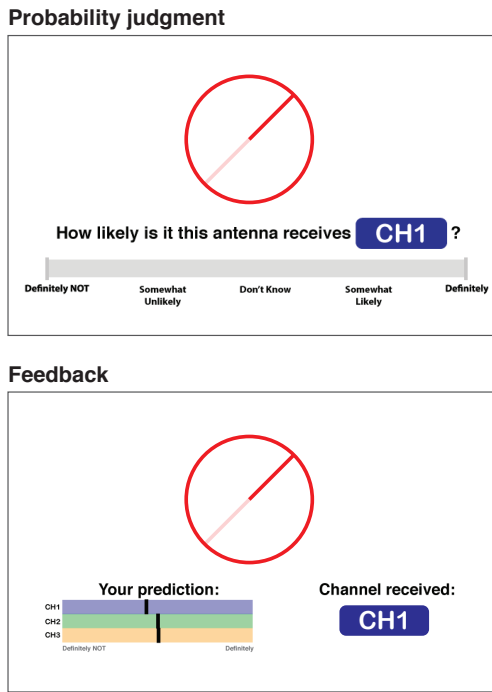 Probability judgment
How likely is it this antenna receives CH1 ?
Definitely NOT Somewhat Unlikely Don't Know Somewhat Likely Definitely
Feedback
Your prediction: Channel received:
CH1 CH1
CH2
CH3
Definitely NOT Definitely